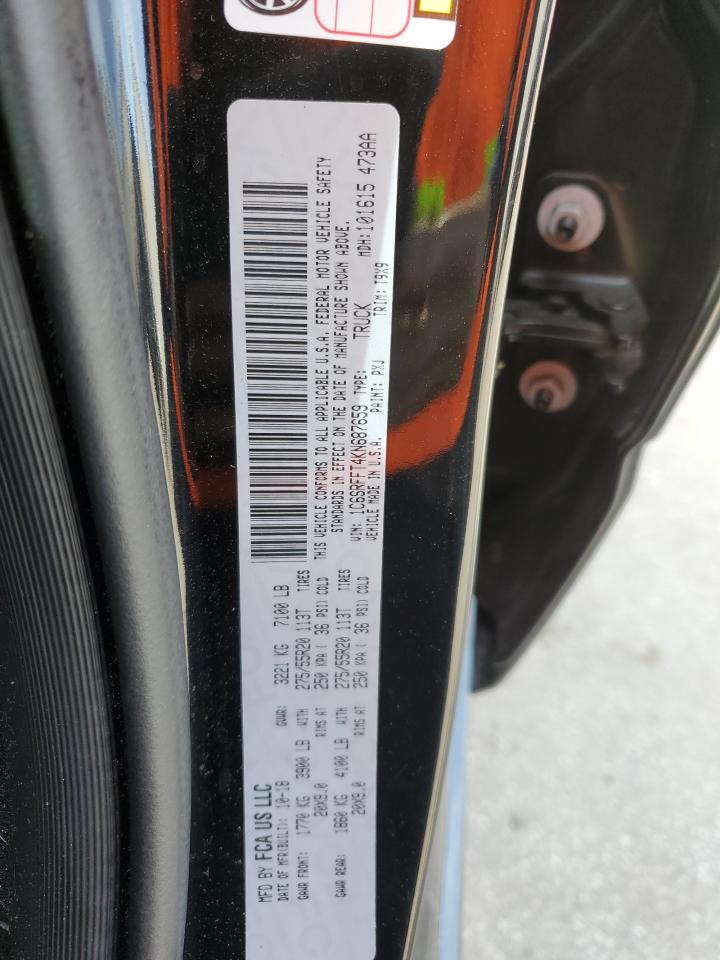 MFD BY FCA US LLC
DATE OF MFR(BUILT): 10-18 GVWR: 3221 KG 7100 LB
GAWR FRONT: 1770 KG 3900 LB WITH 275/55R20 113T TIRES
20X9.0 RIMS AT 250 KPA ( 36 PSI) COLD
GAWR REAR: 1860 KG 4100 LB WITH 275/55R20 113T TIRES
20X9.0 RIMS AT 250 KPA ( 36 PSI) COLD
THIS VEHICLE CONFORMS TO ALL APPLICABLE U.S.A. FEDERAL MOTOR VEHICLE SAFETY
STANDARDS IN EFFECT ON THE DATE OF MANUFACTURE SHOWN ABOVE.
VIN: 1C6SRFFT4KN687659 TYPE: TRUCK MDH:101615 473AA
VEHICLE MADE IN U.S.A. PAINT: PXJ TRIM: T9X9